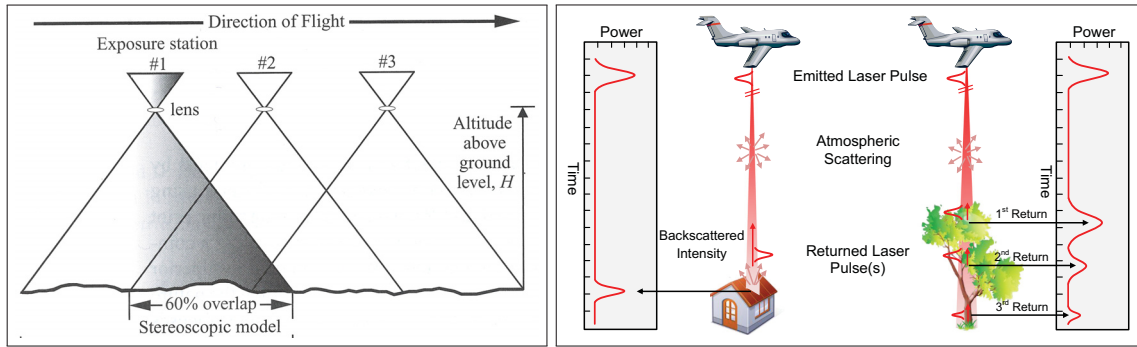 Direction of Flight
Exposure station
#1
#2
#3
lens
Altitude
above
ground
level, H
60% overlap
Stereoscopic model
Power
Time
Emitted Laser Pulse
Atmospheric
Scattering
Backscattered
Intensity
Returned Laser
Pulse(s)
Power
Time
1st Return
2nd Return
3rd Return